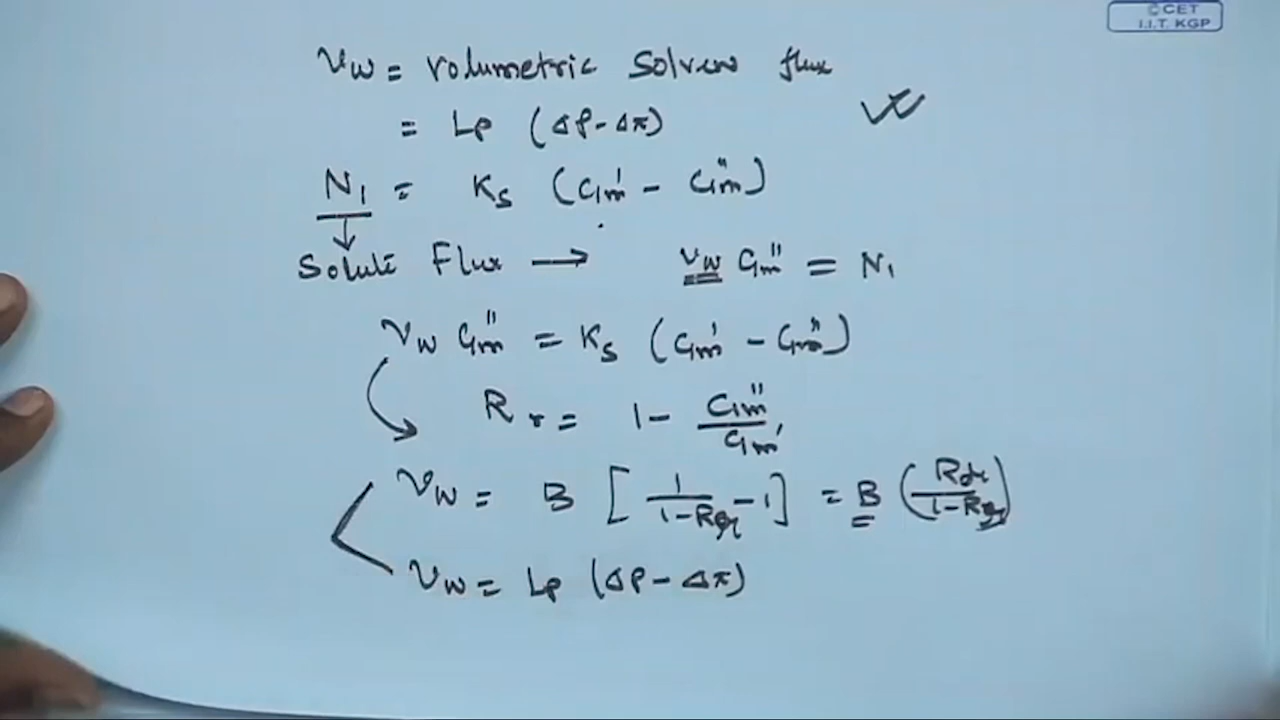 ©CET
I.I.T. KGP
Vw = Volumetric Solven flux
= Lp (ΔP - Δπ)
N1 = Ks (C1m' - C1m")
Solute Flux → Vw C1m" = N1
Vw C1m" = Ks (C1m' - C1m")
Rr = 1 - C1m"/C1m'
Vw = B [1/(1-Rr) - 1] = B (Rr/(1-Rr))
Vw = Lp (ΔP - Δπ)